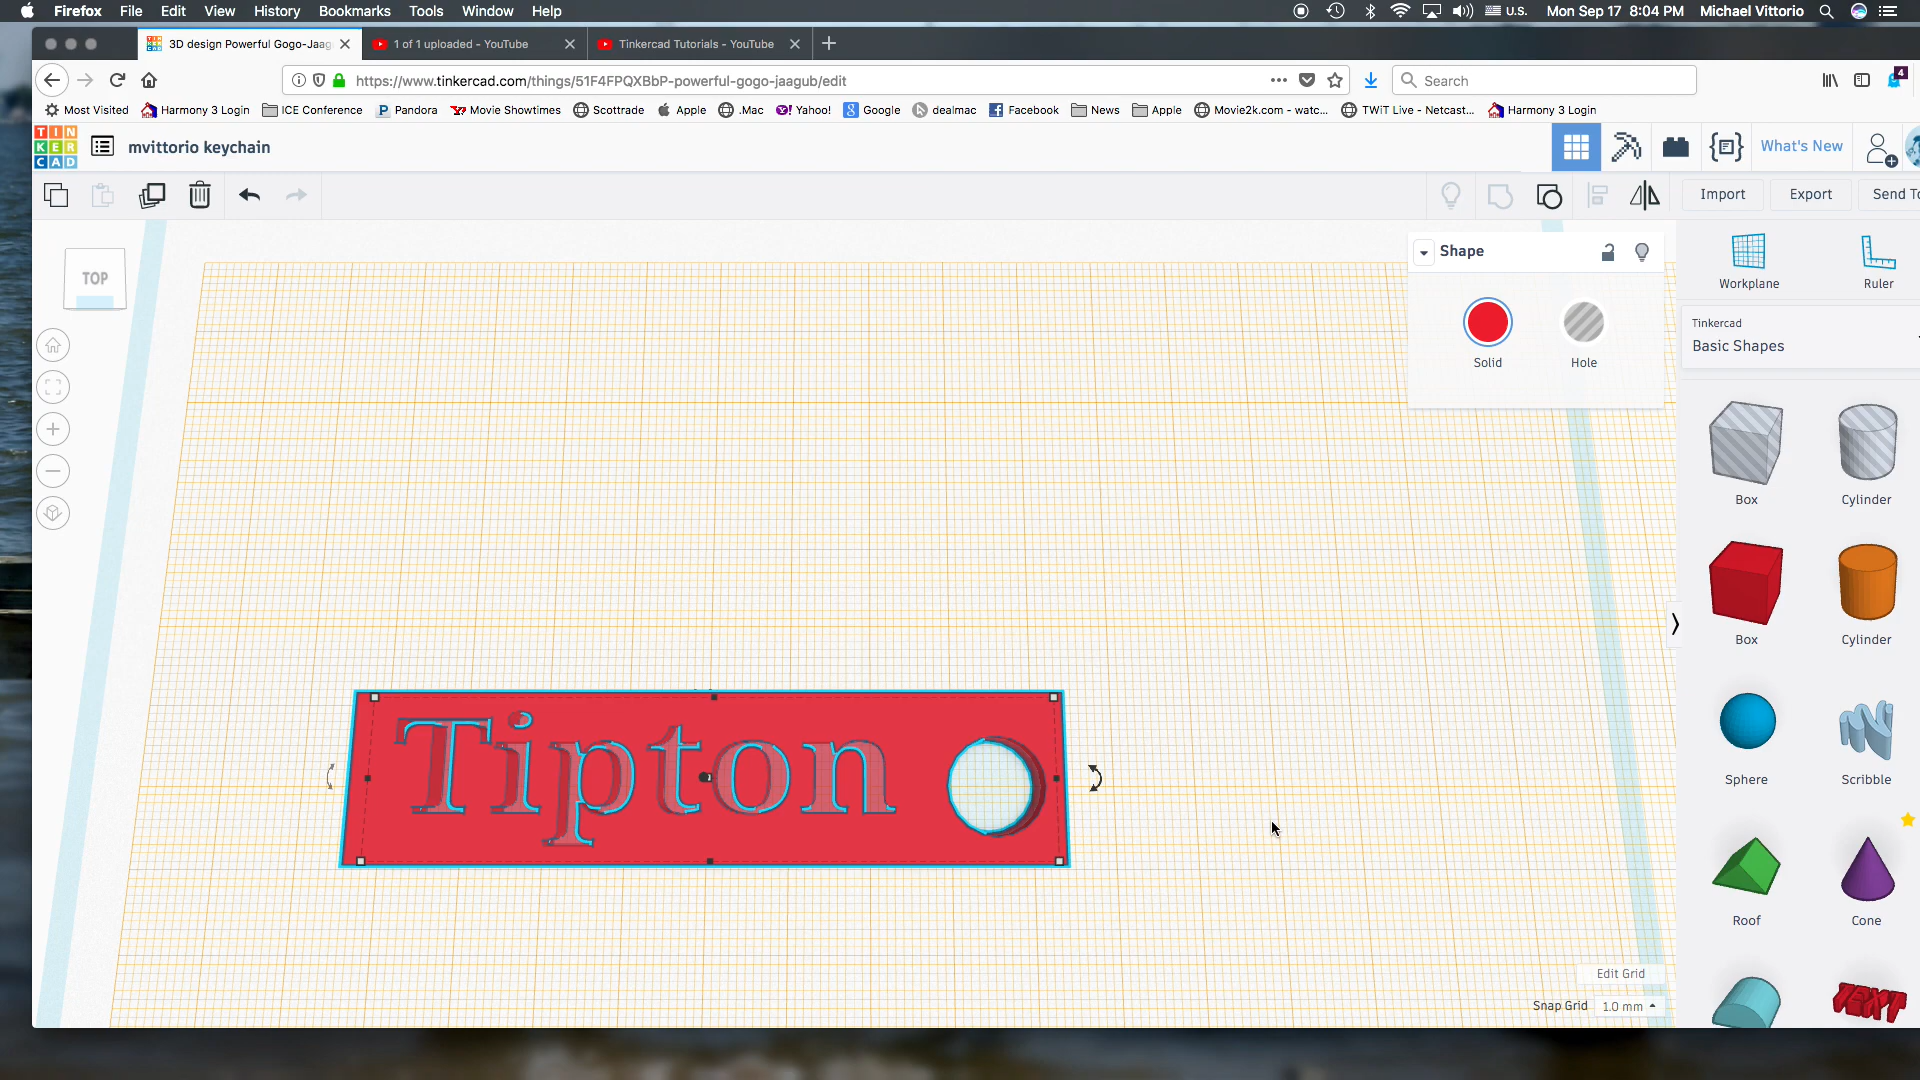 Firefox File Edit View History Bookmarks Tools Window Help U.S. Mon Sep 17 8:04 PM Michael Vittorio
3D design Powerful Gogo-Jaag 1 of 1 uploaded - YouTube Tinkercad Tutorials - YouTube
https://www.tinkercad.com/things/51F4FPQXBbP-powerful-gogo-jaagub/edit Search 4
Most Visited Harmony 3 Login ICE Conference Pandora Movie Showtimes Scottrade Apple .Mac Yahoo! Google dealmac Facebook News Apple Movie2k.com - watc... TWiT Live - Netcast... Harmony 3 Login
TIN
KER
CAD
mvittorio keychain What's New
Import Export Send To
TOP
Shape
Solid Hole
Workplane Ruler
Tinkercad
Basic Shapes
Box Cylinder
Box Cylinder
Sphere Scribble
Roof Cone
TEXT
Tipton
Edit Grid
Snap Grid 1.0 mm